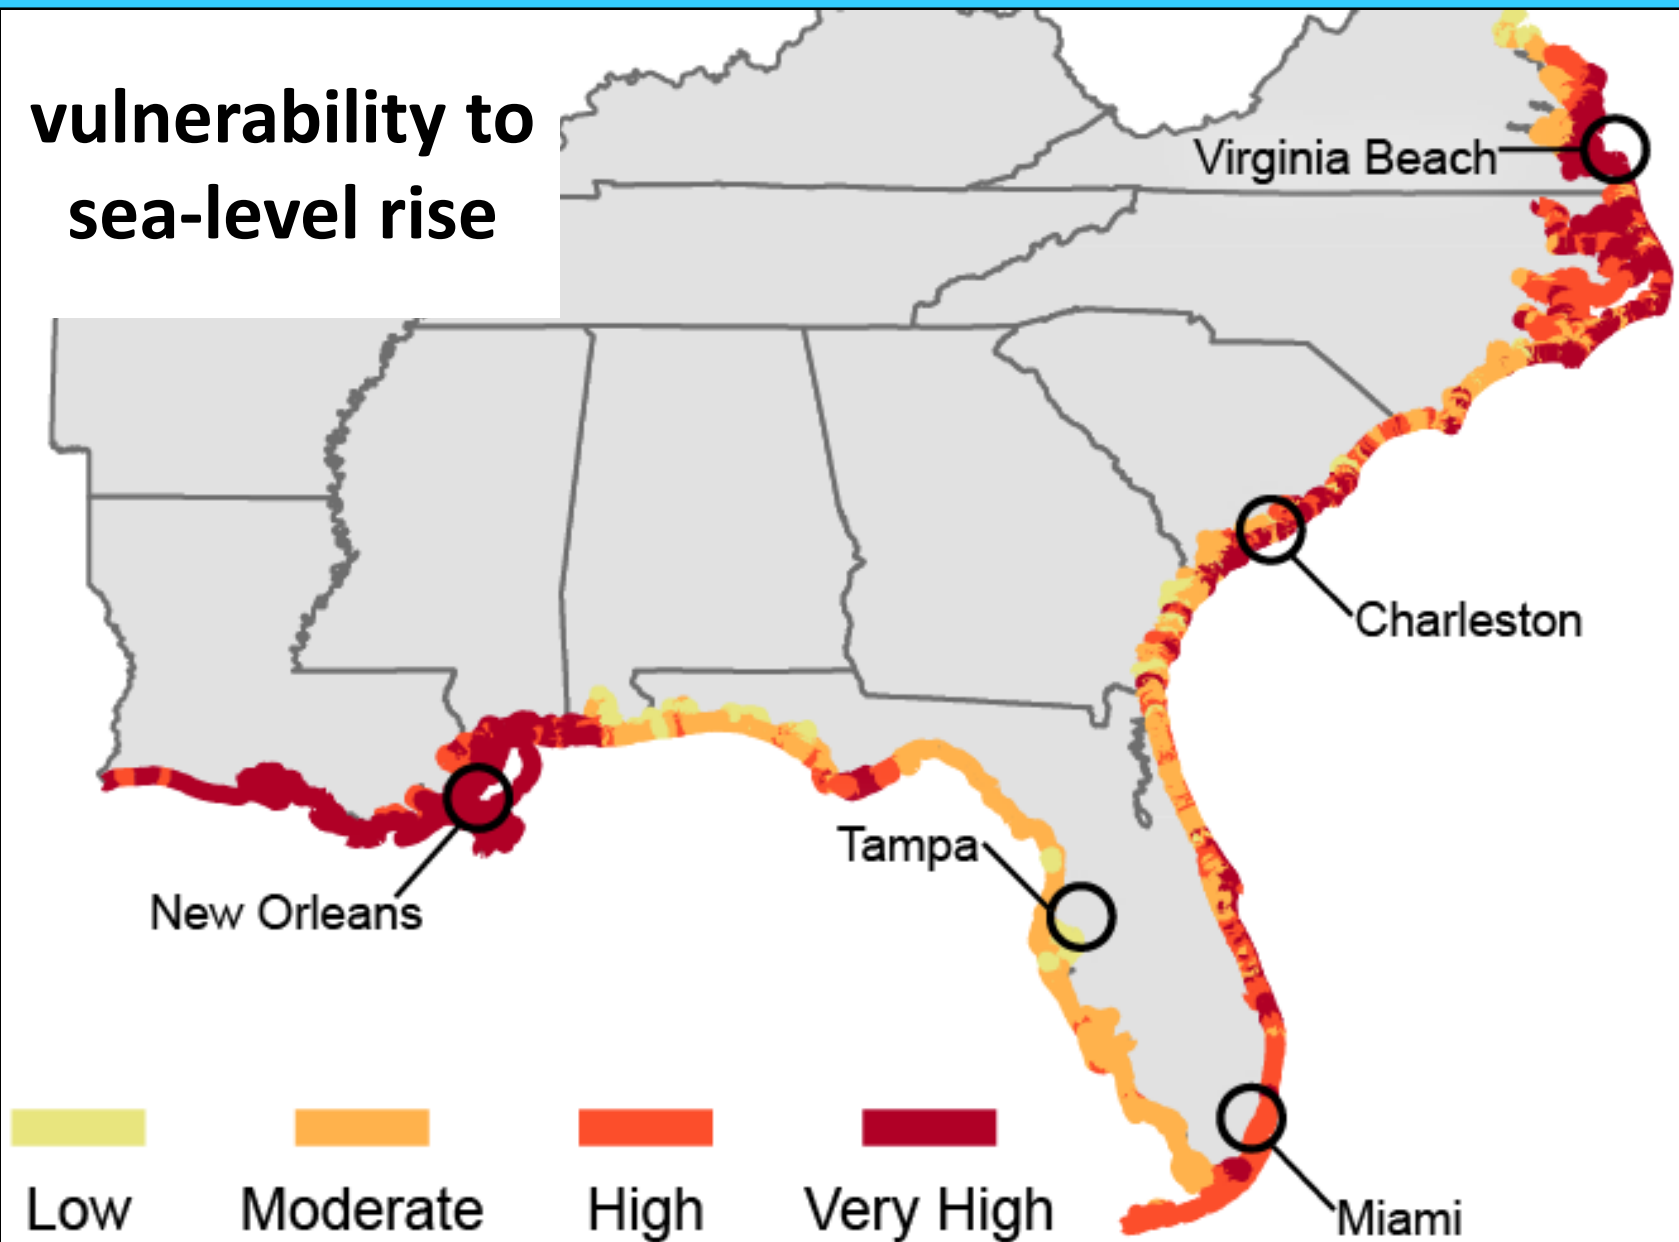 vulnerability to
sea-level rise
Virginia Beach
Charleston
Tampa
New Orleans
Miami
Low
Moderate
High
Very High